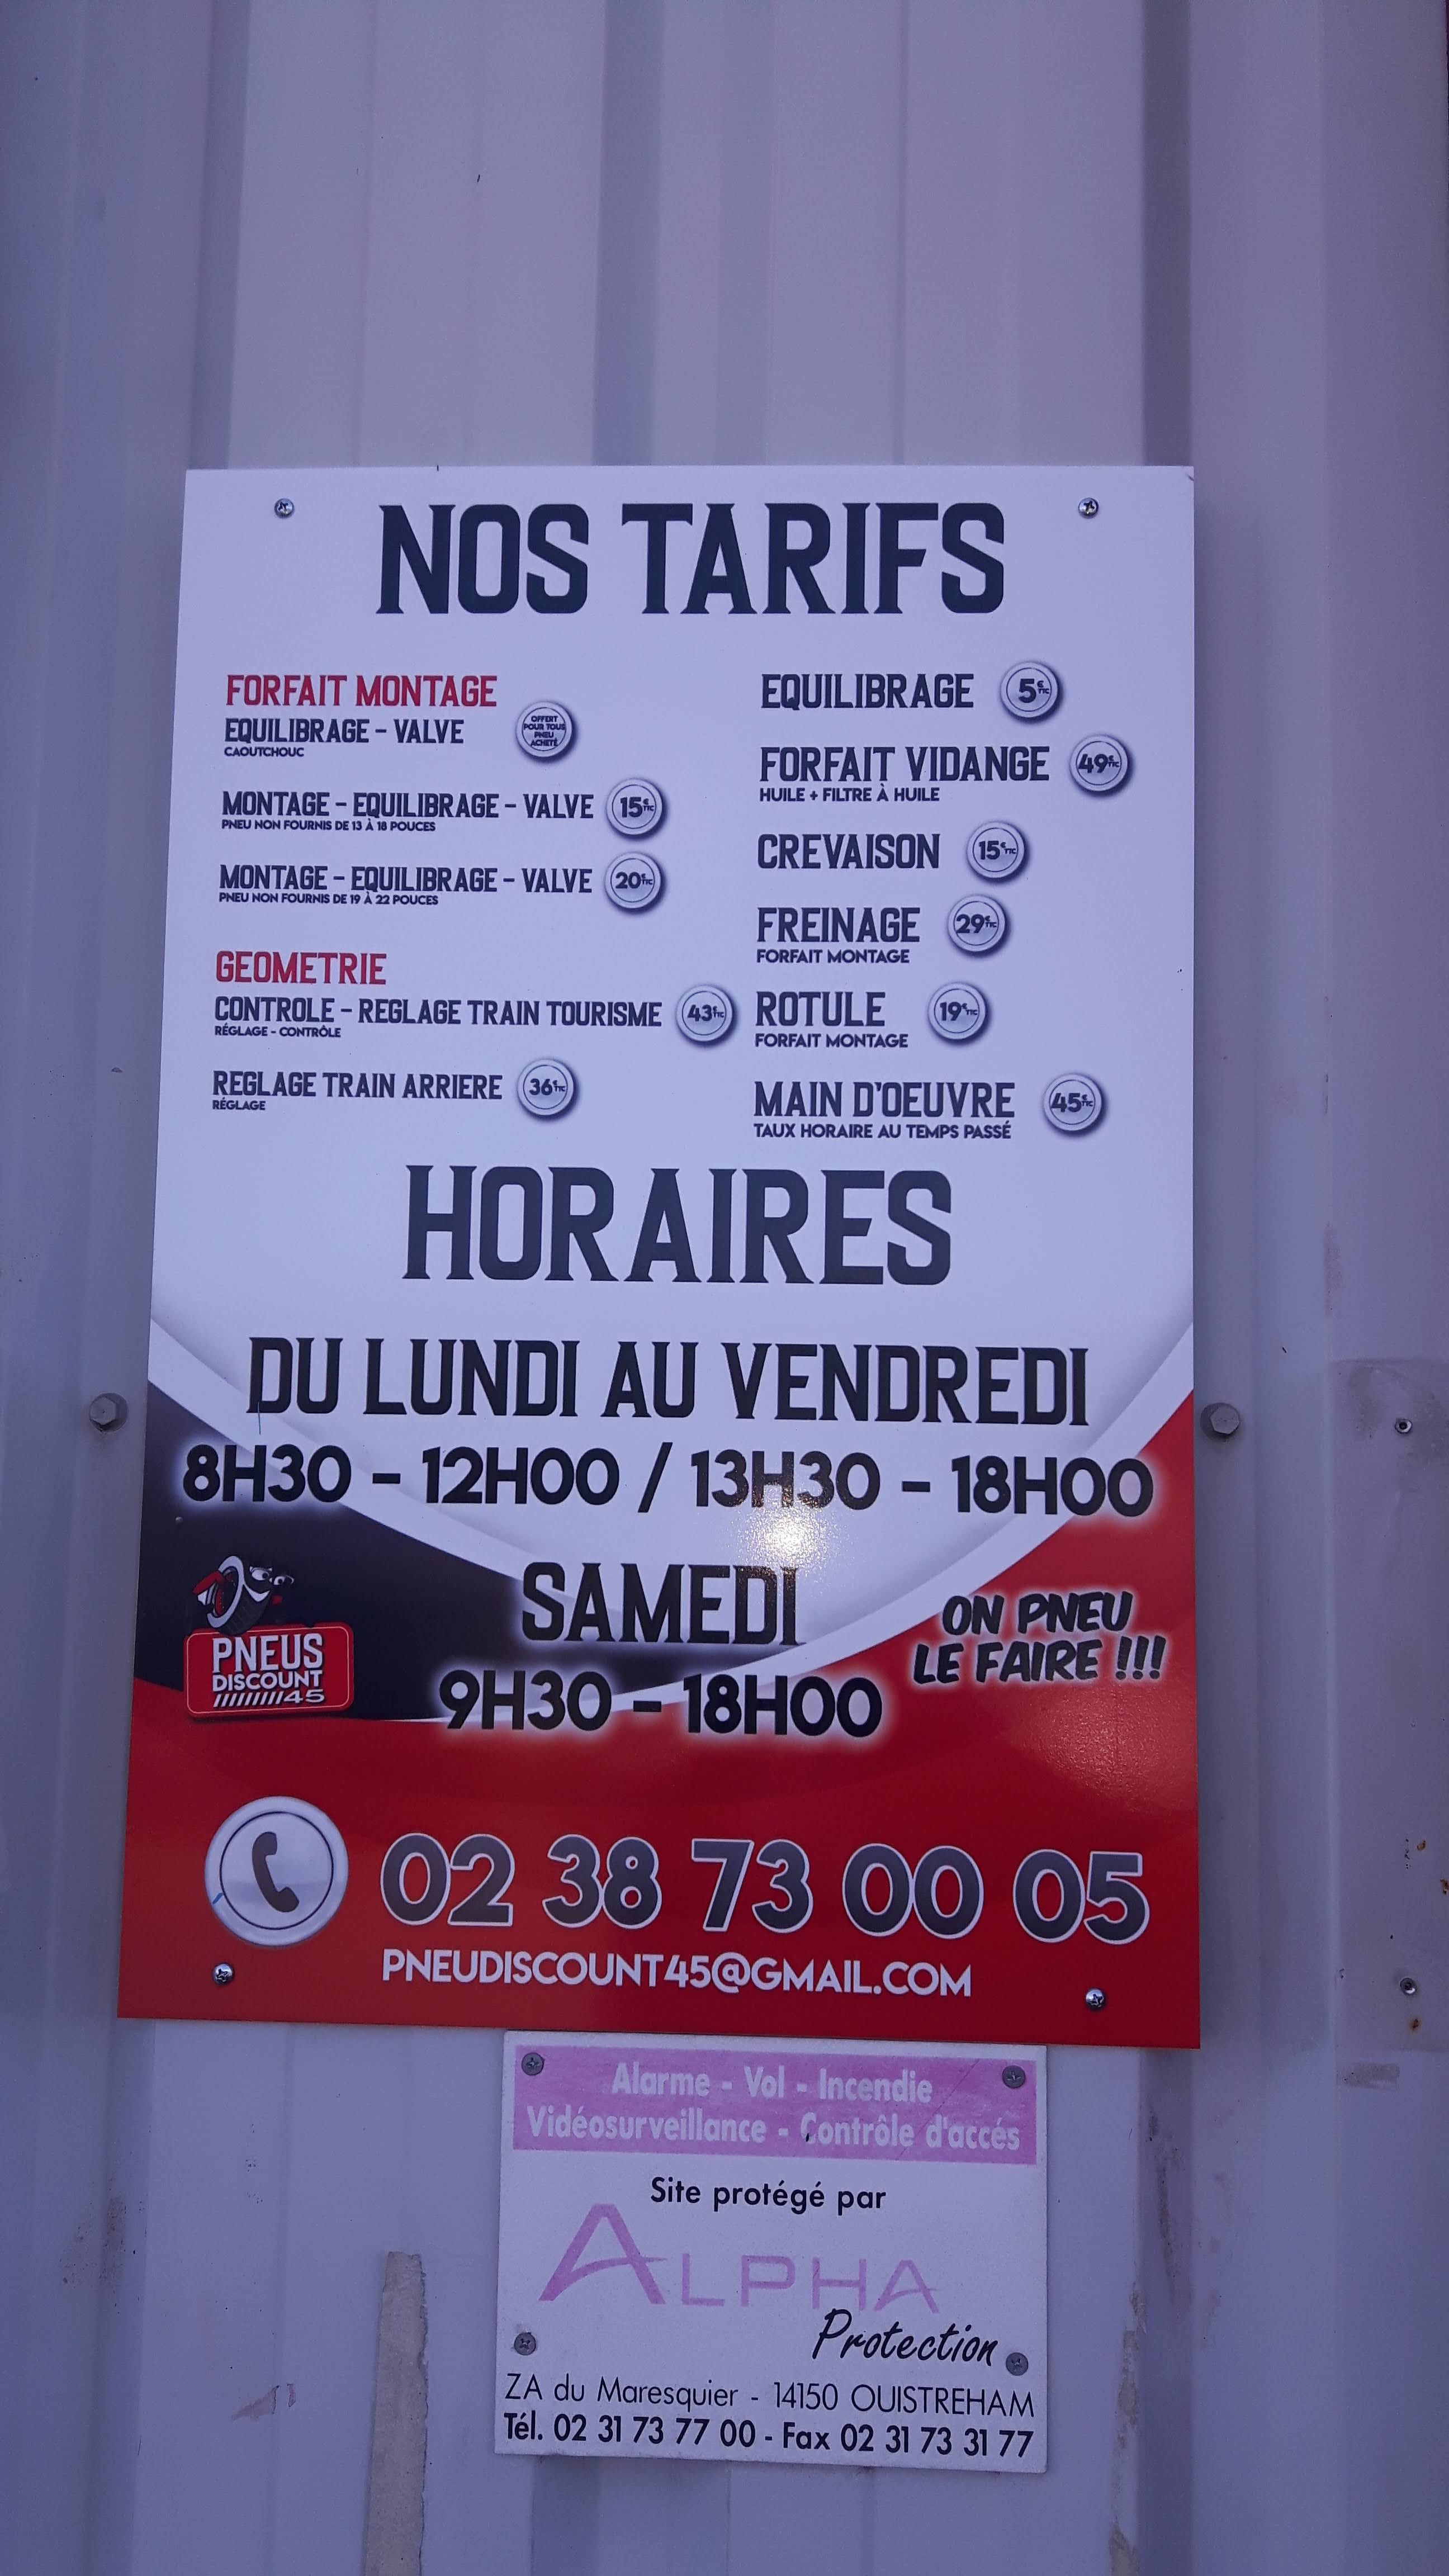 NOS TARIFS
FORFAIT MONTAGE
EQUILIBRAGE - VALVE
CAOUTCHOUC
OFFERT
POUR TOUS
PNEU
ACHETÉ
MONTAGE - EQUILIBRAGE - VALVE 15€TTC
PNEU NON FOURNIS DE 13 À 18 POUCES
MONTAGE - EQUILIBRAGE - VALVE 20€TTC
PNEU NON FOURNIS DE 19 À 22 POUCES
GEOMETRIE
CONTROLE - REGLAGE TRAIN TOURISME 43€TTC
RÉGLAGE - CONTRÔLE
REGLAGE TRAIN ARRIERE 36€TTC
RÉGLAGE
EQUILIBRAGE 5€TTC
FORFAIT VIDANGE 49€TTC
HUILE + FILTRE À HUILE
CREVAISON 15€TTC
FREINAGE 29€TTC
FORFAIT MONTAGE
ROTULE 19€TTC
FORFAIT MONTAGE
MAIN D'OEUVRE 45€TTC
TAUX HORAIRE AU TEMPS PASSÉ
HORAIRES
DU LUNDI AU VENDREDI
8H30 - 12H00 / 13H30 - 18H00
SAMEDI
9H30 - 18H00
PNEUS
DISCOUNT
45
ON PNEU
LE FAIRE !!!
02 38 73 00 05
PNEUDISCOUNT45@GMAIL.COM
Alarme - Vol - Incendie
Vidéosurveillance - Contrôle d'accés
Site protégé par
ALPHA
Protection
ZA du Maresquier - 14150 OUISTREHAM
Tél. 02 31 73 77 00 - Fax 02 31 73 31 77